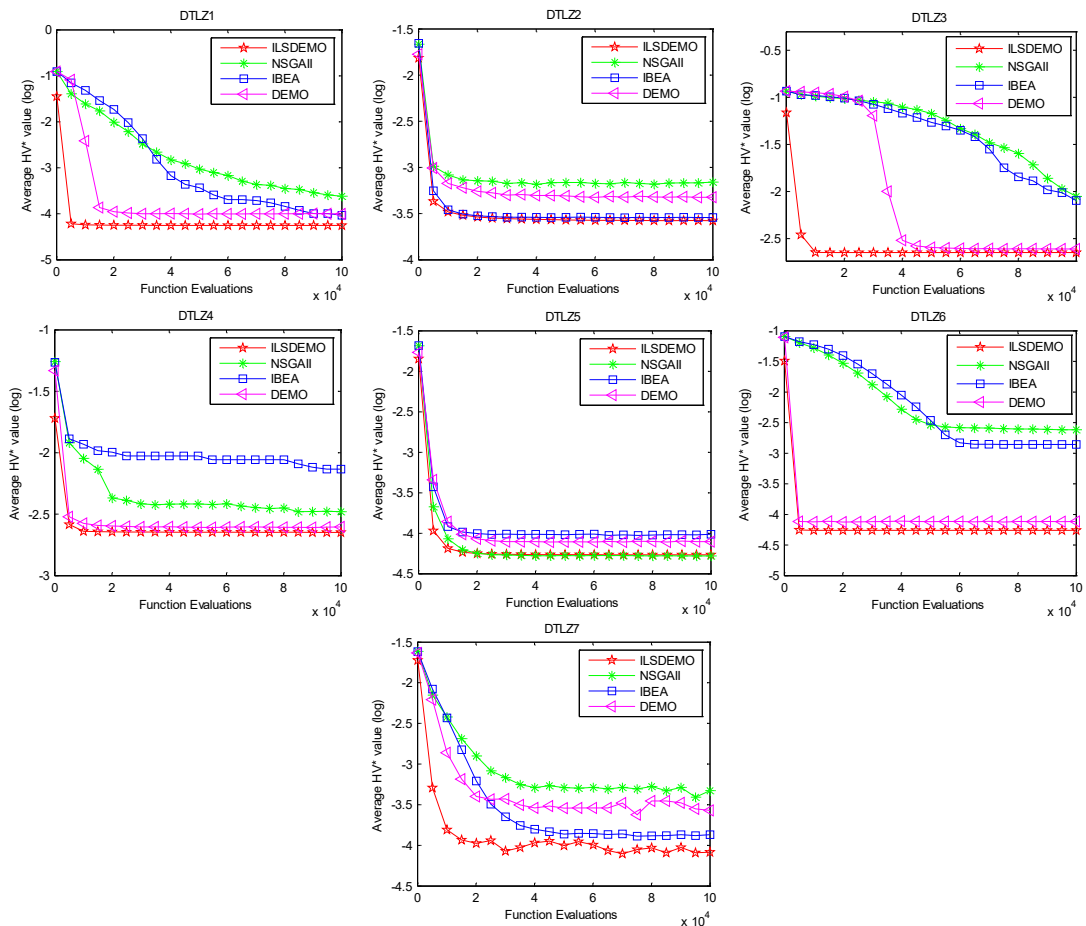 DTLZ1
0
-1
-2
-3
-4
-5
Average HV* value (log)
0 2 4 6 8 10
x 10^4
Function Evaluations
ILSDEMO
NSGAII
IBEA
DEMO
DTLZ2
-1.5
-2
-2.5
-3
-3.5
-4
Average HV* value (log)
0 2 4 6 8 10
x 10^4
Function Evaluations
ILSDEMO
NSGAII
IBEA
DEMO
DTLZ3
-0.5
-1
-1.5
-2
-2.5
Average HV* value (log)
2 4 6 8 10
x 10^4
Function Evaluations
ILSDEMO
NSGAII
IBEA
DEMO
DTLZ4
-1
-1.5
-2
-2.5
-3
Average HV* value (log)
0 2 4 6 8 10
x 10^4
Function Evaluations
ILSDEMO
NSGAII
IBEA
DEMO
DTLZ5
-1.5
-2
-2.5
-3
-3.5
-4
-4.5
Average HV* value (log)
0 2 4 6 8 10
x 10^4
Function Evaluations
ILSDEMO
NSGAII
IBEA
DEMO
DTLZ6
-1
-1.5
-2
-2.5
-3
-3.5
-4
-4.5
-5
Average HV* value (log)
0 2 4 6 8 10
x 10^4
Function Evaluations
ILSDEMO
NSGAII
IBEA
DEMO
DTLZ7
-1.5
-2
-2.5
-3
-3.5
-4
-4.5
Average HV* value (log)
0 2 4 6 8 10
x 10^4
Function Evaluations
ILSDEMO
NSGAII
IBEA
DEMO